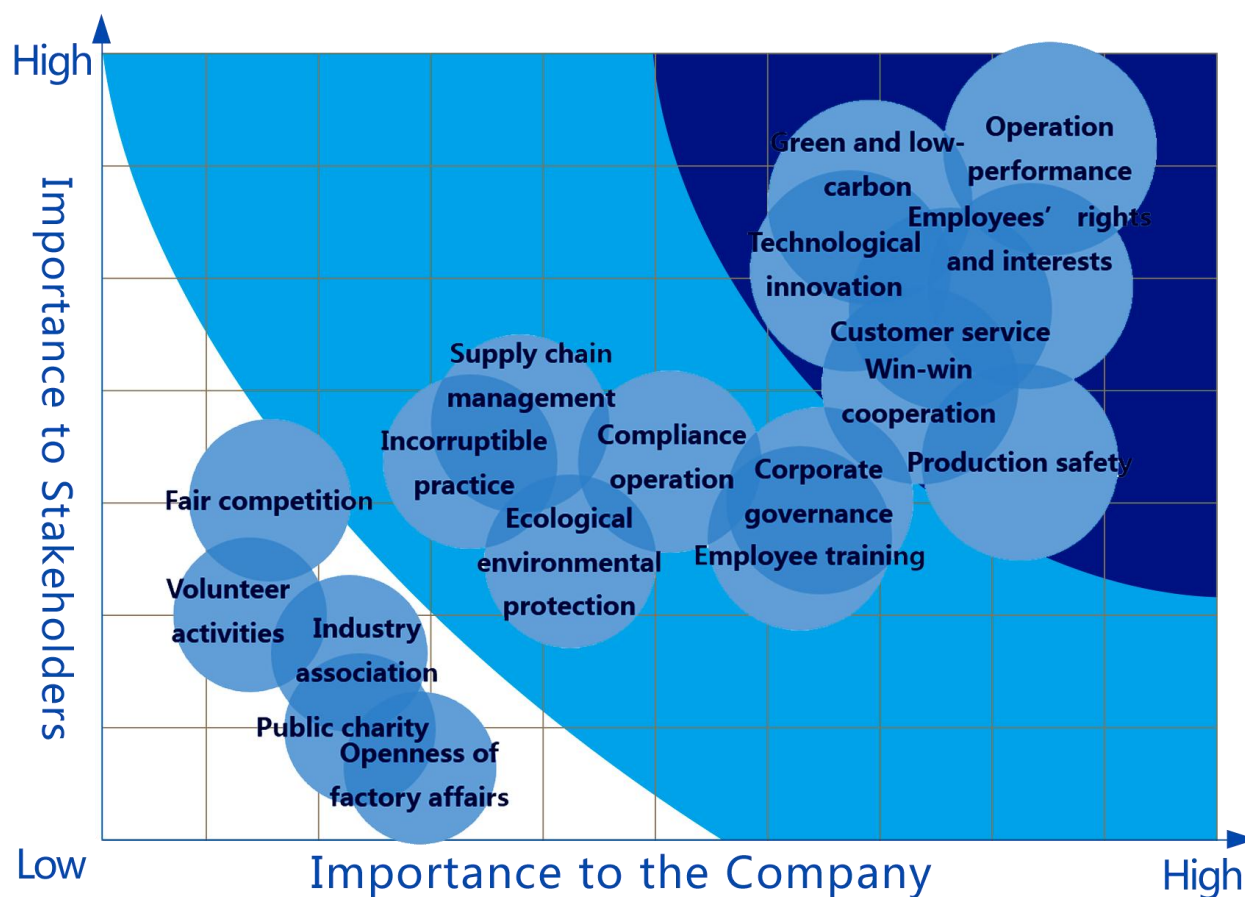 High
Importance to Stakeholders
Green and low-
carbon
Operation
performance
Employees’ rights
and interests
Technological
innovation
Customer service
Win-win
cooperation
Production safety
Supply chain
management
Incorruptible
practice
Compliance
operation
Corporate
governance
Employee training
Ecological
environmental
protection
Fair competition
Volunteer
activities
Industry
association
Public charity
Openness of
factory affairs
Low
Importance to the Company
High